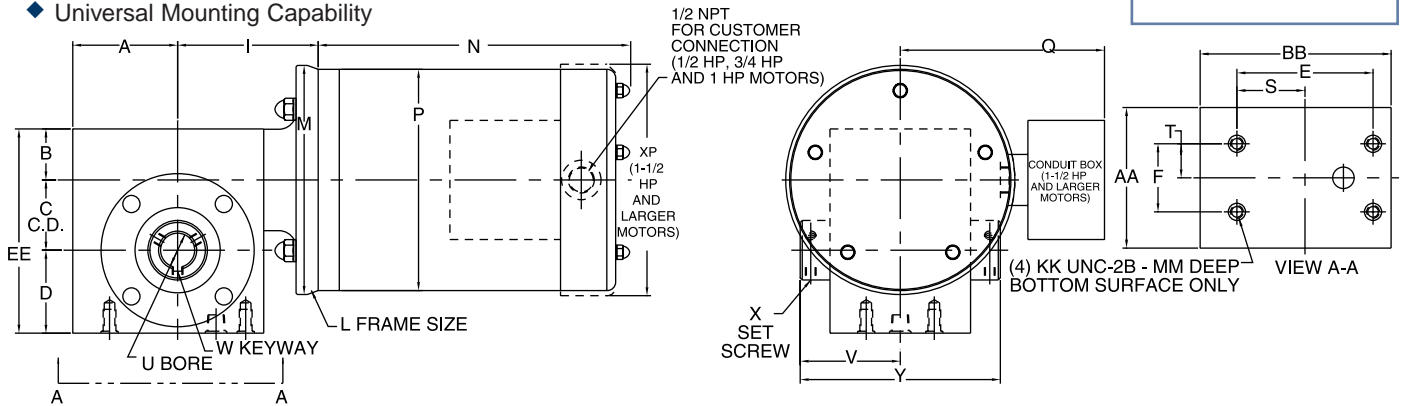 Universal Mounting Capability
A
I
N
1/2 NPT
FOR CUSTOMER
CONNECTION
(1/2 HP, 3/4 HP
AND 1 HP MOTORS)
B
C
C.D.
EE
D
M
P
XP
(1-1/2
HP
AND
LARGER
MOTORS)
L FRAME SIZE
W KEYWAY
U BORE
A
A
Q
CONDUIT BOX
(1-1/2 HP
AND LARGER
MOTORS)
X
SET
SCREW
V
Y
BB
E
S
T
F
AA
(4) KK UNC-2B - MM DEEP
BOTTOM SURFACE ONLY
VIEW A-A